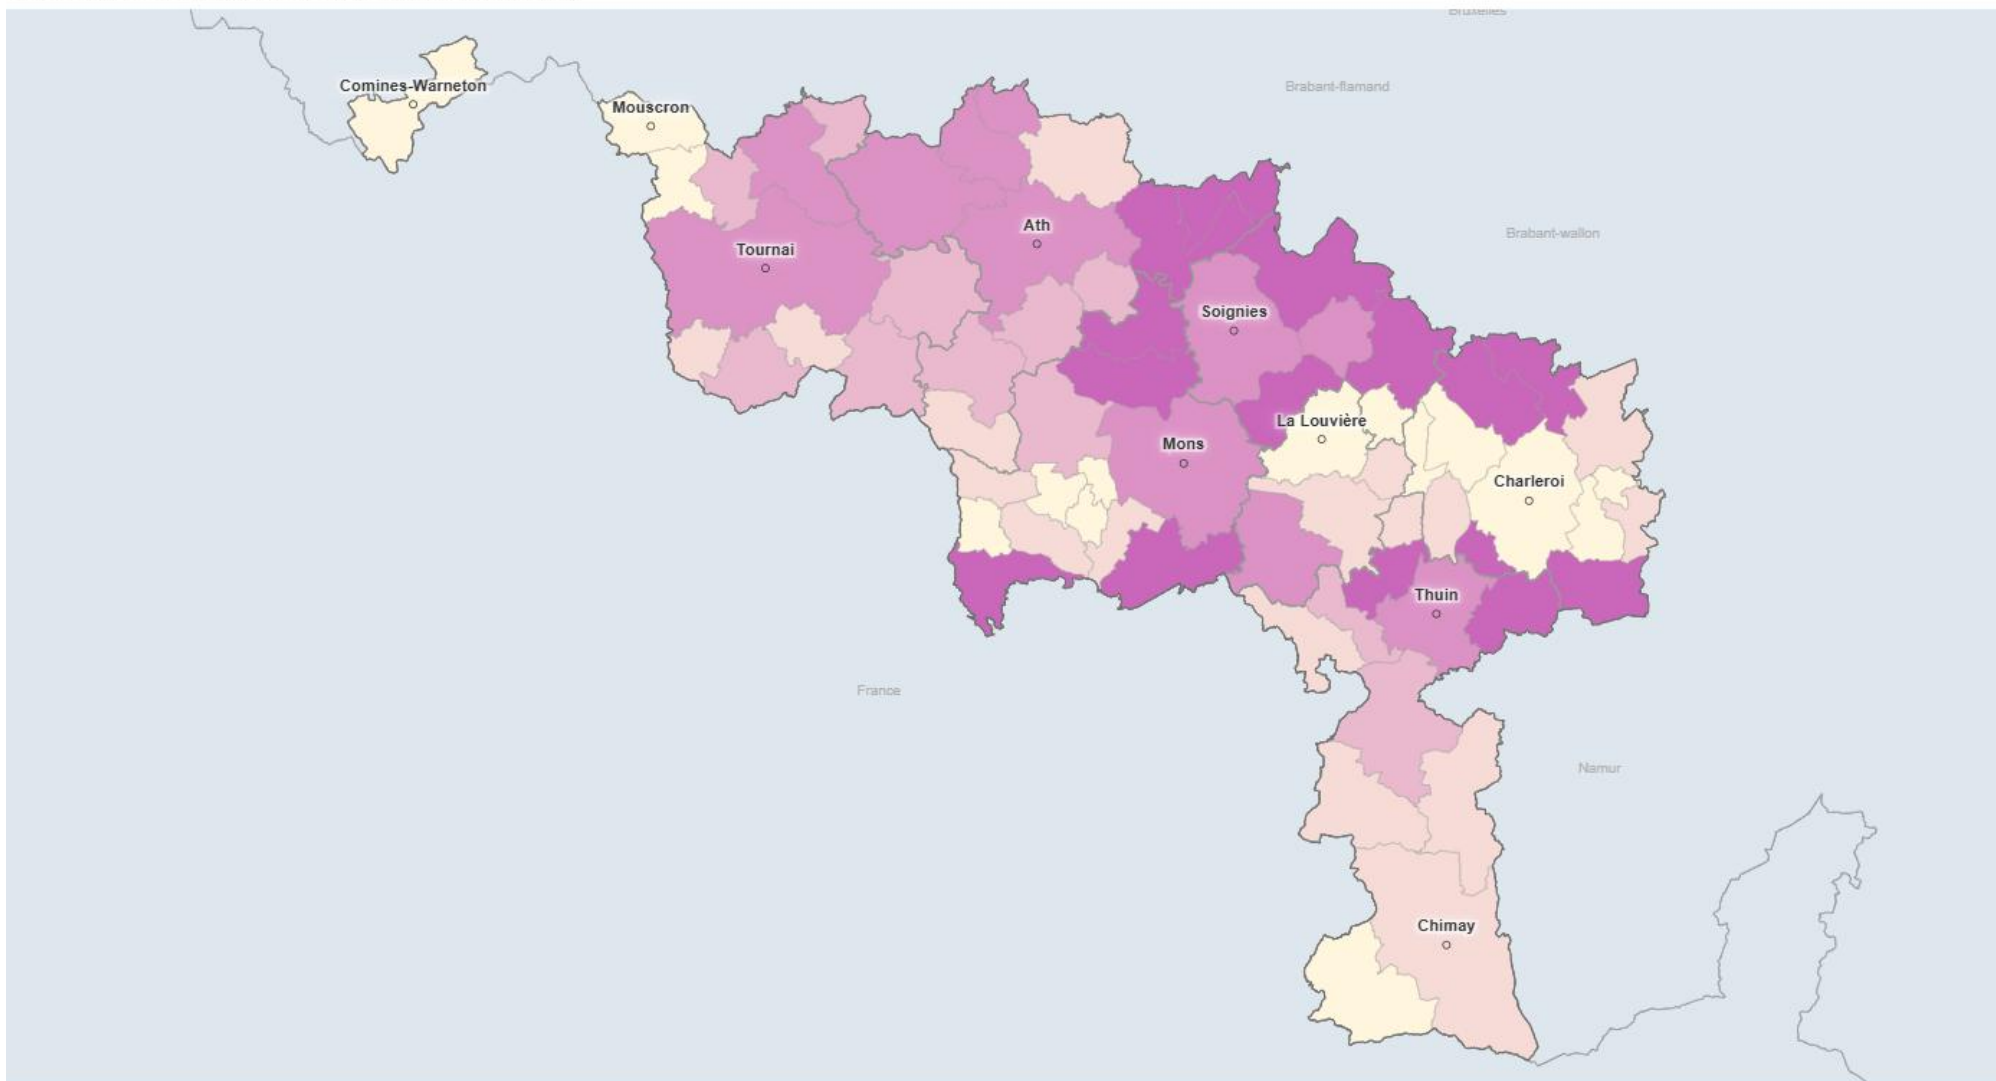 Bruxelles
Comines-Warneton
Brabant-flamand
Mouscron
Ath
Brabant-wallon
Tournai
Soignies
La Louvière
Mons
Charleroi
Thuin
France
Namur
Chimay